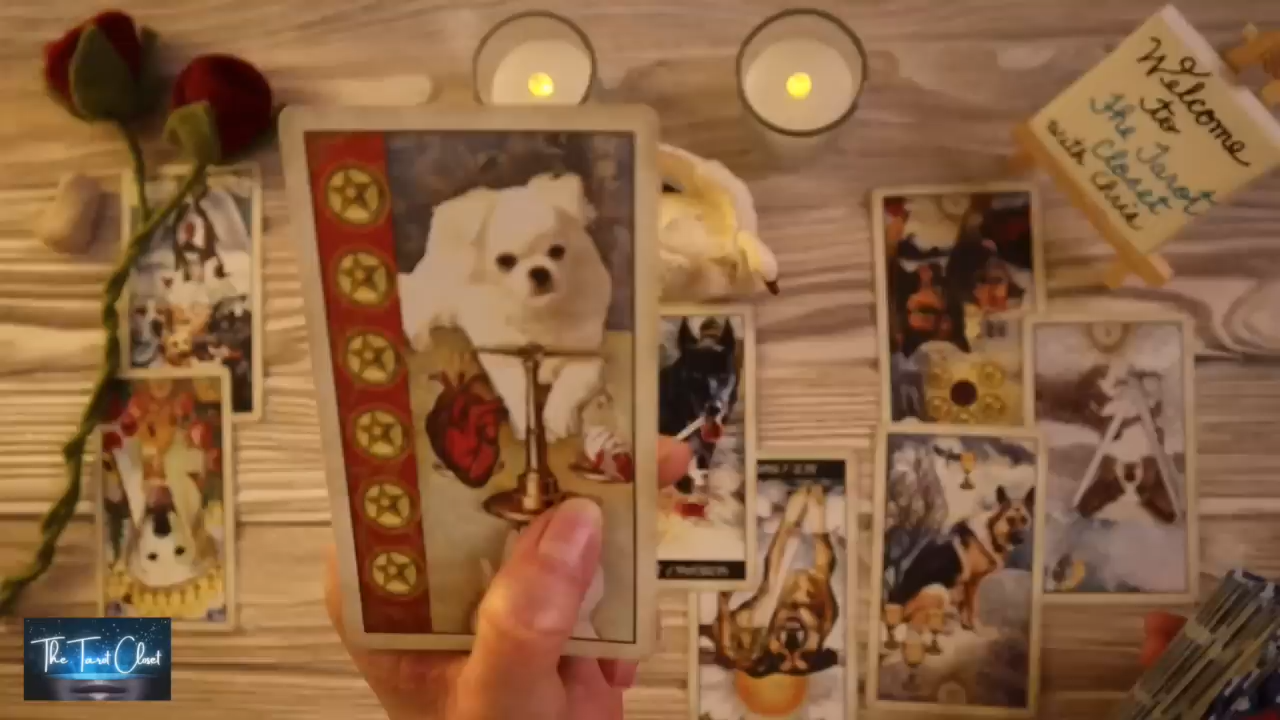 Welcome
to
The Tarot
Closet
with Chris
The Tarot Closet